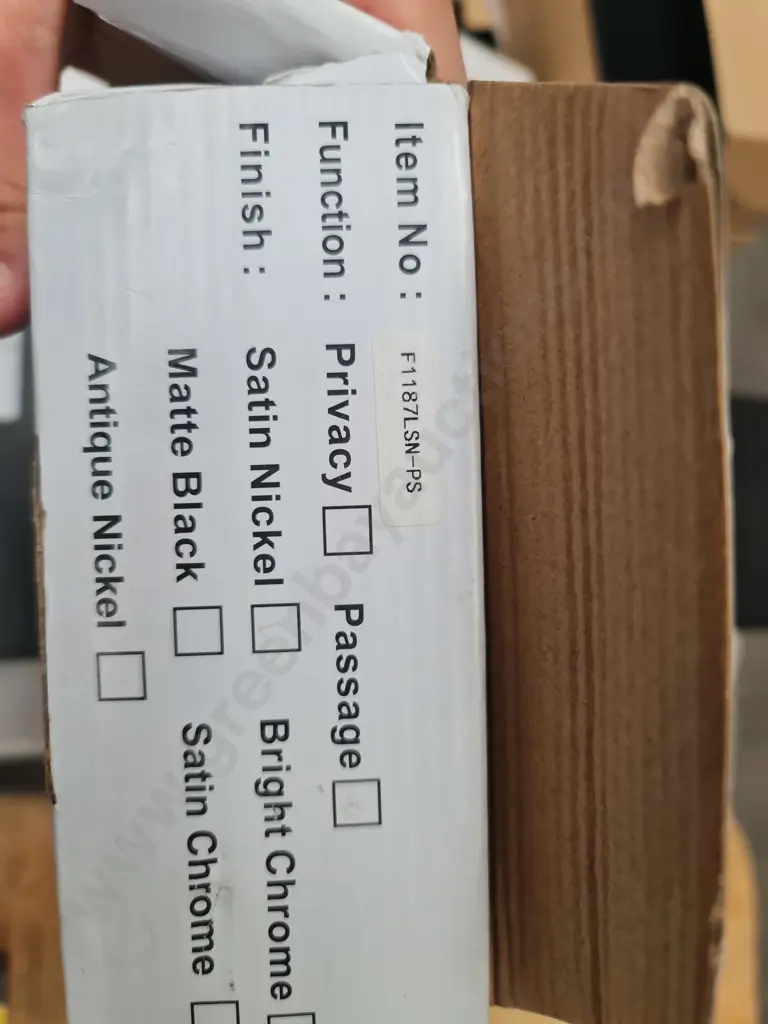 Item No : F1187LSN-PS
Function : Privacy □ Passage □
Finish : Satin Nickel □ Bright Chrome □
Matte Black □ Satin Chrome □
Antique Nickel □